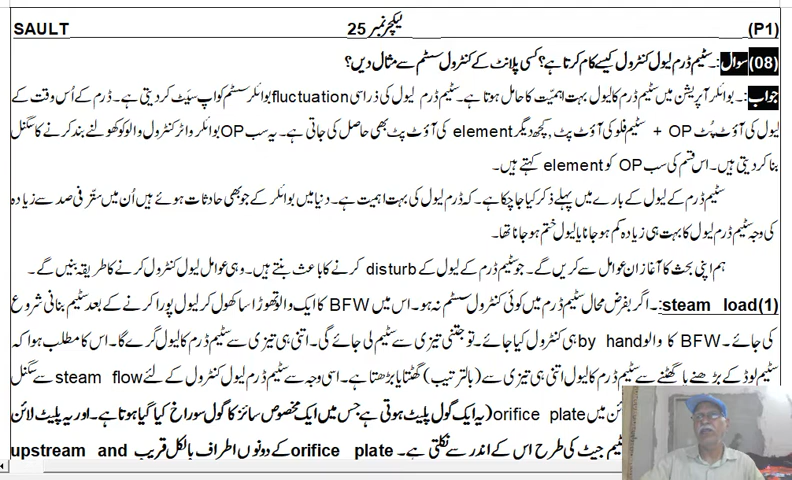 SAULT لیکچر نمبر 25 (P1)
(08) سوال :۔ سٹیم ڈرم لیول کنٹرول کیسے کام کرتا ہے؟ کسی پلانٹ کے کنٹرول سسٹم سے مثال دیں؟
جواب :۔ بوائلر آپریشن میں سٹیم ڈرم کا لیول بہت اہمیّت کا حامل ہوتا ہے۔ سٹیم ڈرم لیول کی ذرا سی fluctuation بوائلر سسٹم کو اپ سیَٹ کر دیتی ہے۔ ڈرم کے اُس وقت کے
لیول کی آؤٹ پُٹ OP + سٹیم فلو کی آؤٹ پٹ، کچھ دیگر element کی آؤٹ پٹ بھی حاصل کی جاتی ہے۔ یہ سب OP بوائلر واٹر کنٹرول والو کو کھولنے بند کرنے کا سگنل
بنا کر دیتی ہیں۔ اس قسم کی سب OP کو element کہتے ہیں۔
سٹیم ڈرم کے لیول کے بارے میں پہلے ذکر کیا جا چکا ہے۔ کہ ڈرم لیول کی بہت اہمیت ہے۔ دنیا میں بوائلر کے جو بھی حادثات ہوئے ہیں اُن میں ستّر فی صد سے زیادہ
کی وجہ سٹیم ڈرم لیول کا بہت ہی زیادہ کم ہو جانا یا لیول ختم ہو جانا تھا۔
ہم اپنی بحث کا آغاز ان عوامل سے کریں گے۔ جو سٹیم ڈرم کے لیول کے disturb کرنے کا باعث بنتے ہیں۔ وہی عوامل لیول کنٹرول کرنے کا طریقہ بنیں گے۔
(1) steam load:۔ اگر بفرض محال سٹیم ڈرم میں کوئی کنٹرول سسٹم نہ ہو۔ اس میں BFW کا ایک والو تھوڑا سا کھول کر لیول پورا کرنے کے بعد سٹیم بنانی شروع
کی جائے۔ BFW کا والو by hand ہی کنٹرول کیا جائے۔ تو جتنی تیزی سے سٹیم لی جائے گی۔ اتنی ہی تیزی سے سٹیم ڈرم کا لیول گرے گا۔ اس کا مطلب ہوا کہ
سٹیم لوڈ کے بڑھنے یا گھٹنے سے سٹیم ڈرم کا لیول اتنی ہی تیزی سے (بالترتیب) گھٹتا یا بڑھتا ہے۔ اسی وجہ سے سٹیم ڈرم لیول کنٹرول کے لئے steam flow سے سگنل
ئن میں orifice plate (یہ ایک گول پلیٹ ہوتی ہے جس میں ایک مخصوص سائز کا گول سوراخ کیا گیا ہوتا ہے۔ اور یہ پلیٹ لائن
ٹیم جیٹ کی طرح اس کے اندر سے نکلتی ہے۔ orifice plate کے دونوں اطراف بالکل قریب upstream and